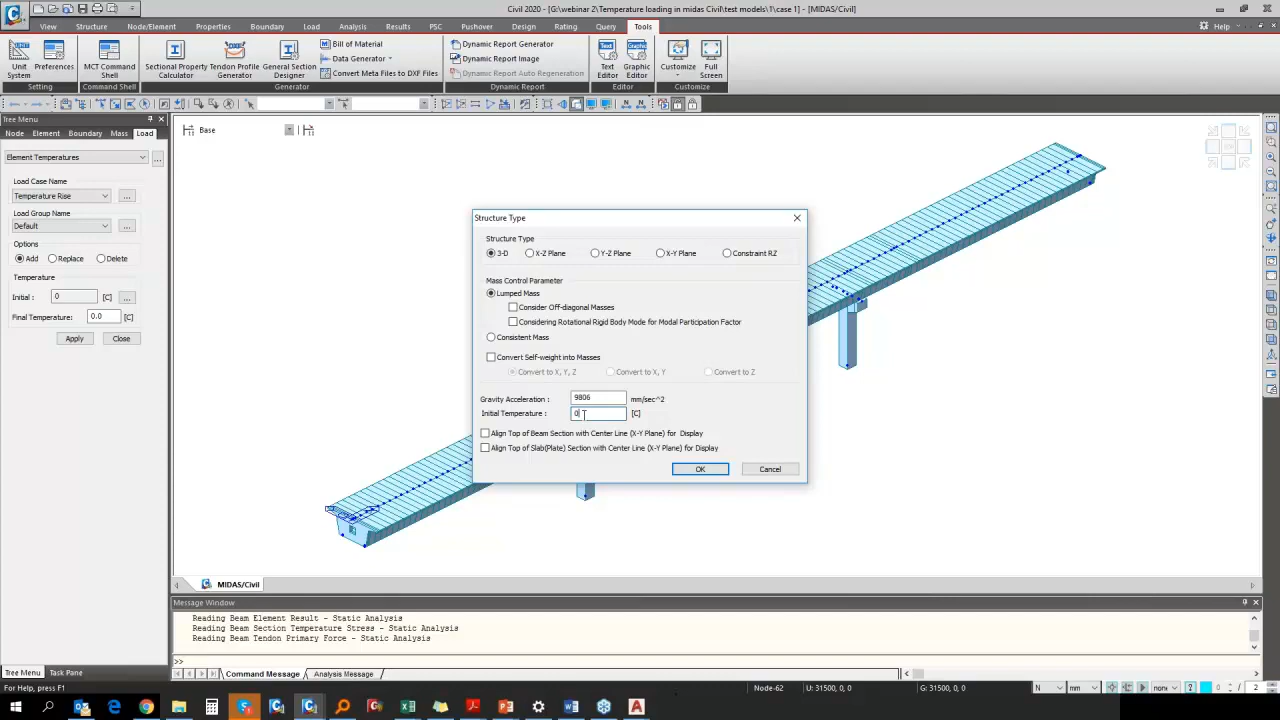 Civil 2020 - [G:\webinar 2\Temperature loading in midas Civil\test models\1\case 1] - [MIDAS/Civil]
View Structure Node/Element Properties Boundary Load Analysis Results PSC Pushover Design Rating Query Tools Help
Unit System
Preferences
Setting
MCT Command Shell
Command Shell
Sectional Property Calculator
Tendon Profile Generator
General Section Designer
Bill of Material
Data Generator
Convert Meta Files to DXF Files
Generator
Dynamic Report Generator
Dynamic Report Image
Dynamic Report Auto Regeneration
Dynamic Report
Text Editor
Graphic Editor
Editor
Customize
Full Screen
Customize
Tree Menu
Node Element Boundary Mass Load
Element Temperatures
Load Case Name
Temperature Rise
Load Group Name
Default
Options
Add Replace Delete
Temperature
Initial : 0 [C]
Final Temperature: 0.0 [C]
Apply Close
Base
Structure Type
Structure Type
3-D X-Z Plane Y-Z Plane X-Y Plane Constraint RZ
Mass Control Parameter
Lumped Mass
Consider Off-diagonal Masses
Considering Rotational Rigid Body Mode for Modal Participation Factor
Consistent Mass
Convert Self-weight into Masses
Convert to X, Y, Z Convert to X, Y Convert to Z
Gravity Acceleration : 9806 mm/sec^2
Initial Temperature : 0 [C]
Align Top of Beam Section with Center Line (X-Y Plane) for Display
Align Top of Slab(Plate) Section with Center Line (X-Y Plane) for Display
OK Cancel
MIDAS/Civil
Message Window
Reading Beam Element Result - Static Analysis
Reading Beam Section Temperature Stress - Static Analysis
Reading Beam Tendon Primary Force - Static Analysis
>>
Tree Menu Task Pane
Command Message Analysis Message
For Help, press F1
Node-62
U: 31500, 0, 0
G: 31500, 0, 0
N mm
none
0 / 2